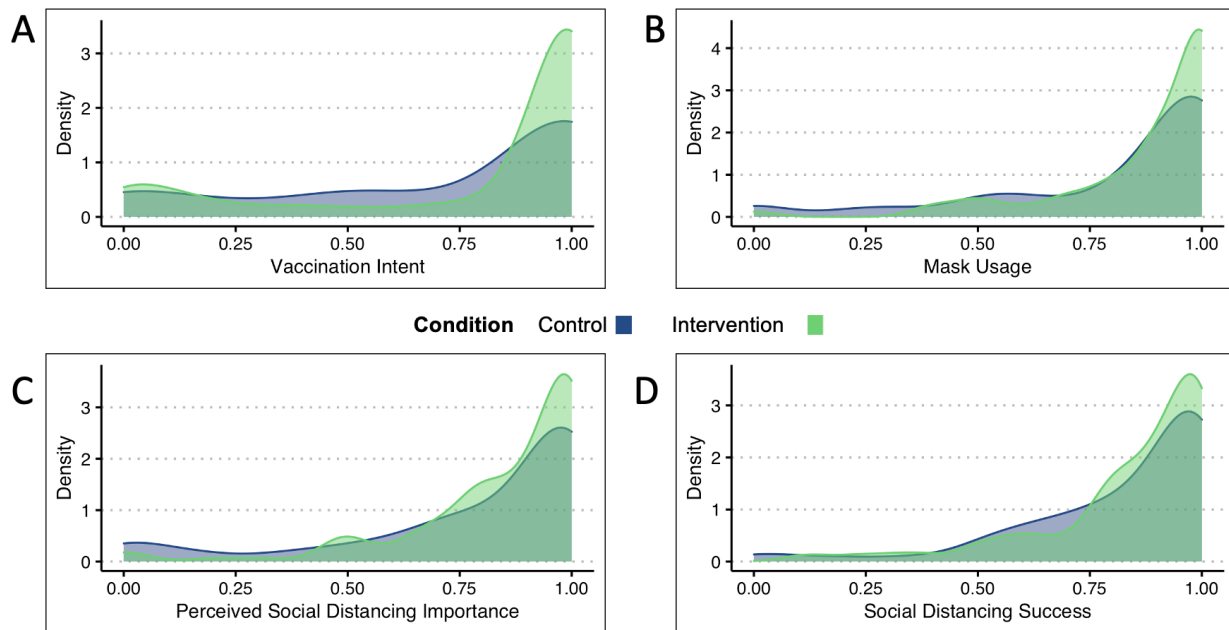 A
Density
3
2
1
0
0.00 0.25 0.50 0.75 1.00
Vaccination Intent
B
Density
4
3
2
1
0
0.00 0.25 0.50 0.75 1.00
Mask Usage
Condition Control Intervention
C
Density
3
2
1
0
0.00 0.25 0.50 0.75 1.00
Perceived Social Distancing Importance
D
Density
3
2
1
0
0.00 0.25 0.50 0.75 1.00
Social Distancing Success